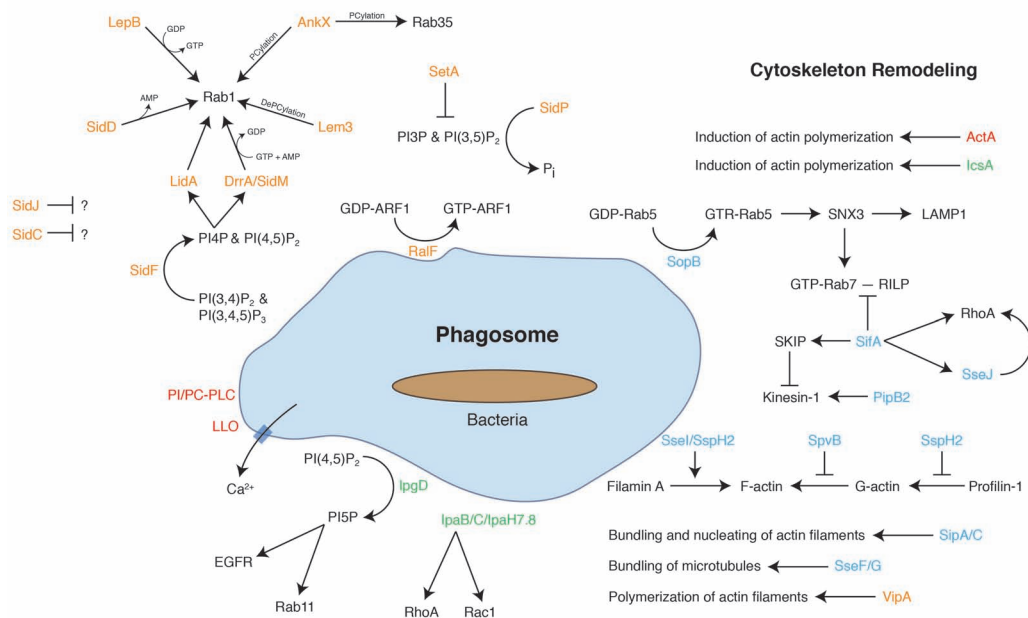 LepB
GDP
GTP
AnkX
PCylation
Rab35
PCylation
Rab1
SidD
AMP
DePCylation
Lem3
GDP
GTP + AMP
LidA
DrrA/SidM
SidJ
?
SidC
?
PI4P & PI(4,5)P2
SidF
PI(3,4)P2 &
PI(3,4,5)P3
SetA
SidP
PI3P & PI(3,5)P2
Pi
Cytoskeleton Remodeling
Induction of actin polymerization
ActA
Induction of actin polymerization
IcsA
GDP-ARF1
GTP-ARF1
RalF
GDP-Rab5
GTR-Rab5
SNX3
LAMP1
SopB
GTP-Rab7 – RILP
RhoA
SKIP
SifA
SseJ
Kinesin-1
PipB2
Phagosome
Bacteria
PI/PC-PLC
LLO
Ca2+
PI(4,5)P2
IpgD
PI5P
EGFR
Rab11
IpaB/C/IpaH7.8
RhoA
Rac1
SseI/SspH2
SpvB
SspH2
Filamin A
F-actin
G-actin
Profilin-1
Bundling and nucleating of actin filaments
SipA/C
Bundling of microtubules
SseF/G
Polymerization of actin filaments
VipA